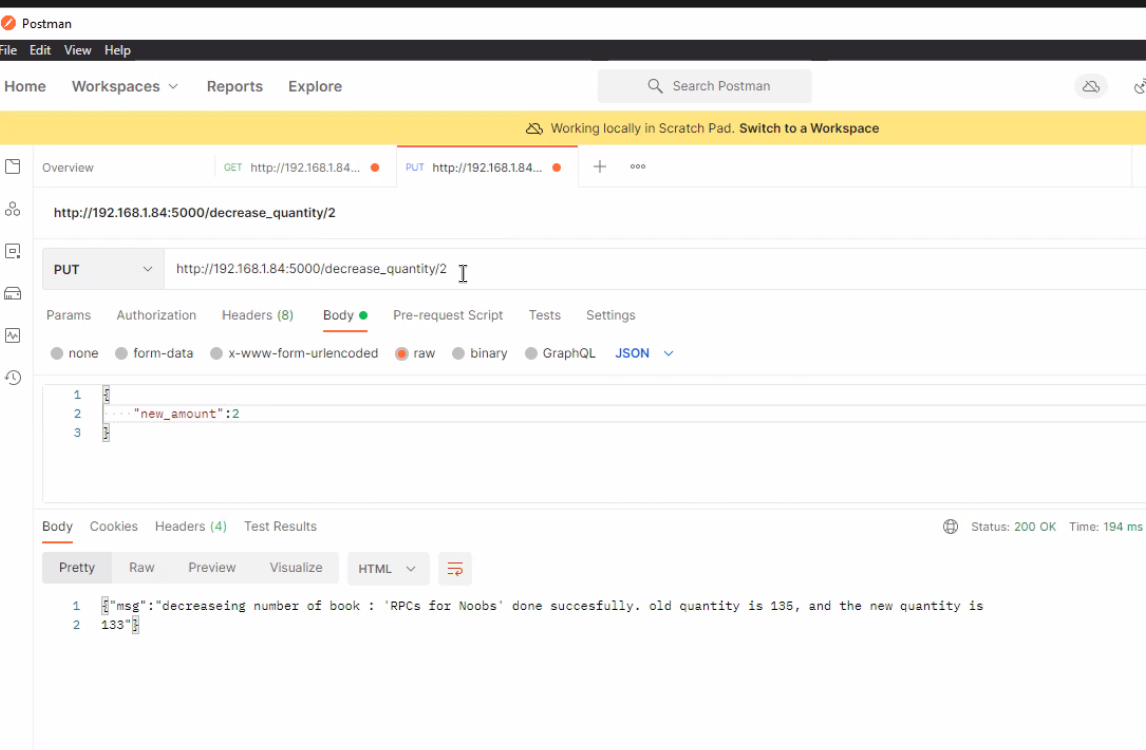 Postman
File Edit View Help
Home Workspaces Reports Explore Search Postman
Working locally in Scratch Pad. Switch to a Workspace
Overview GET http://192.168.1.84... PUT http://192.168.1.84...
http://192.168.1.84:5000/decrease_quantity/2
PUT http://192.168.1.84:5000/decrease_quantity/2
Params Authorization Headers (8) Body Pre-request Script Tests Settings
none form-data x-www-form-urlencoded raw binary GraphQL JSON
1 {
2 "new_amount":2
3 }
Body Cookies Headers (4) Test Results Status: 200 OK Time: 194 ms
Pretty Raw Preview Visualize HTML
1 {"msg":"decreaseing number of book : 'RPCs for Noobs' done succesfully. old quantity is 135, and the new quantity is
2 133"}